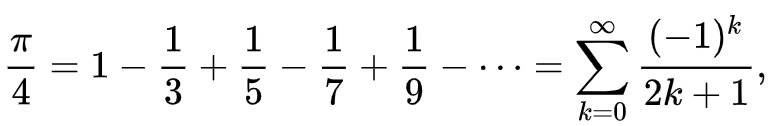 π/4 = 1 − 1/3 + 1/5 − 1/7 + 1/9 − ⋯ = ∑_{k=0}^{∞} (−1)^k/(2k + 1),